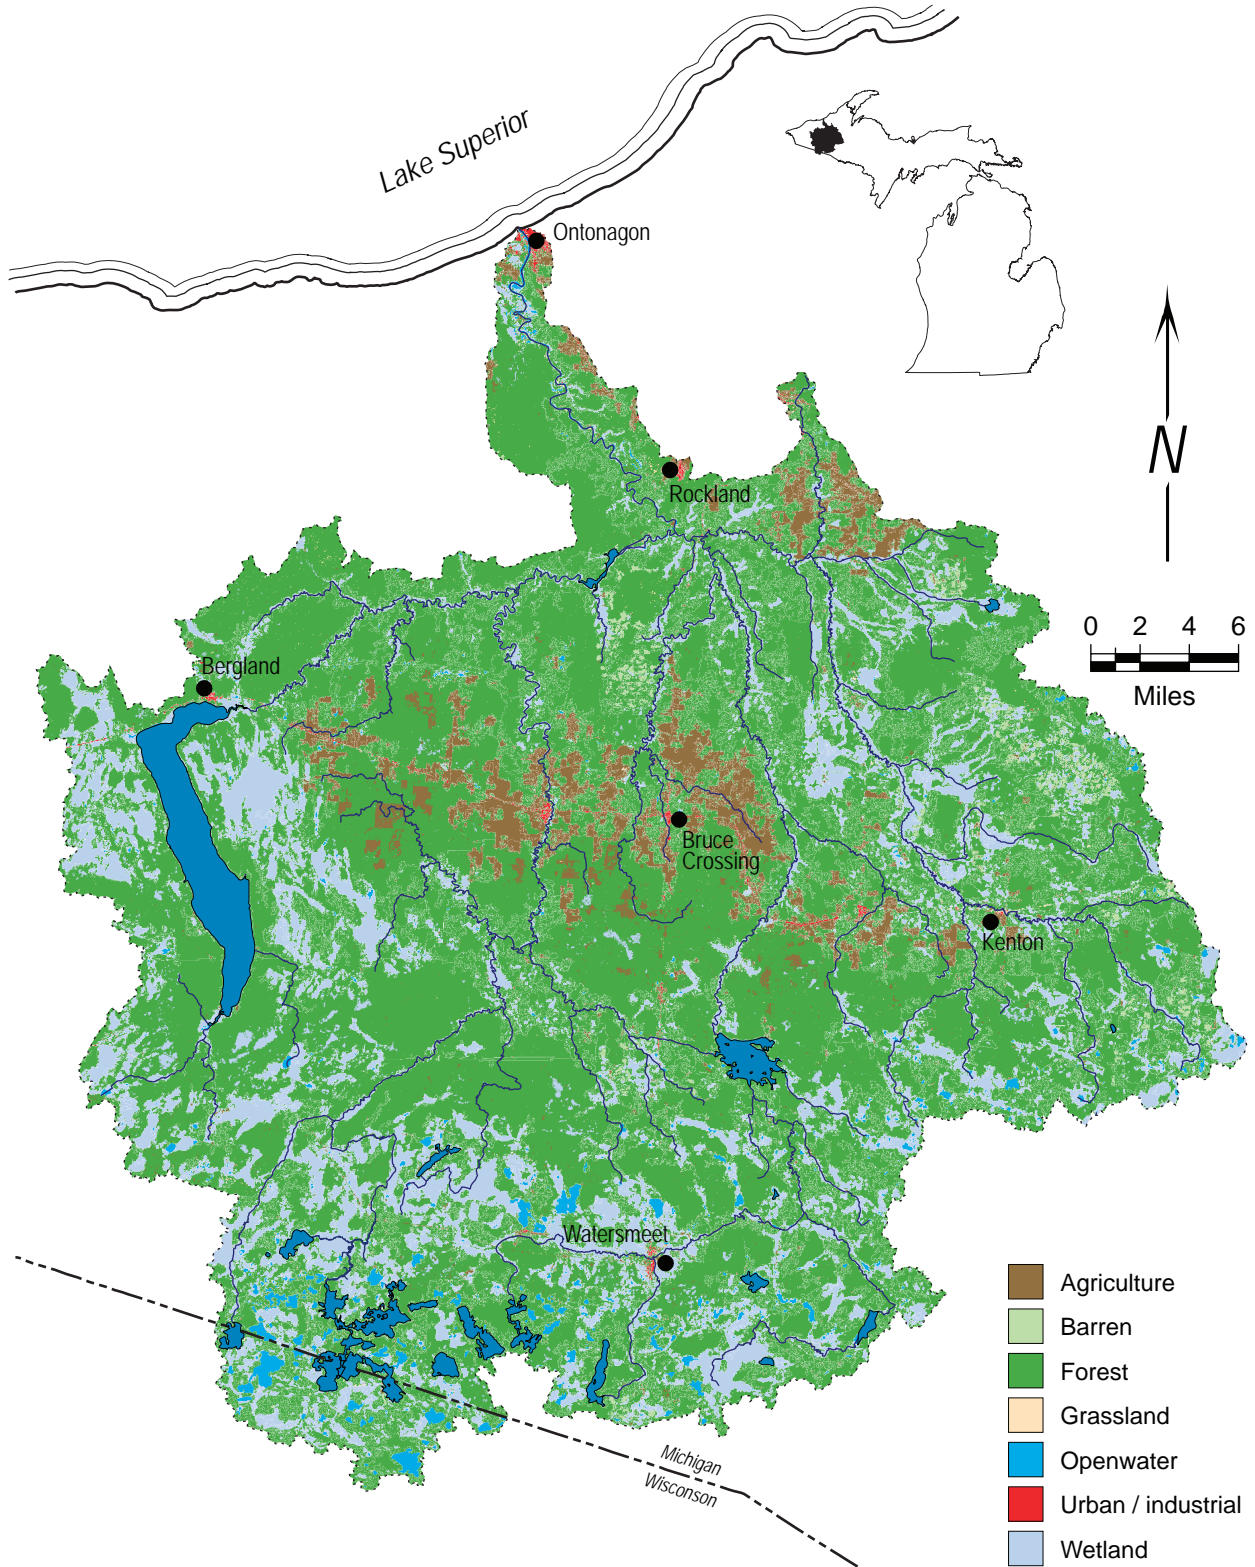 Lake Superior
Ontonagon
Rockland
N
0 2 4 6
Miles
Bergland
Bruce
Crossing
Kenton
Watersmeet
Agriculture
Barren
Forest
Grassland
Openwater
Urban / industrial
Wetland
Michigan
Wisconson